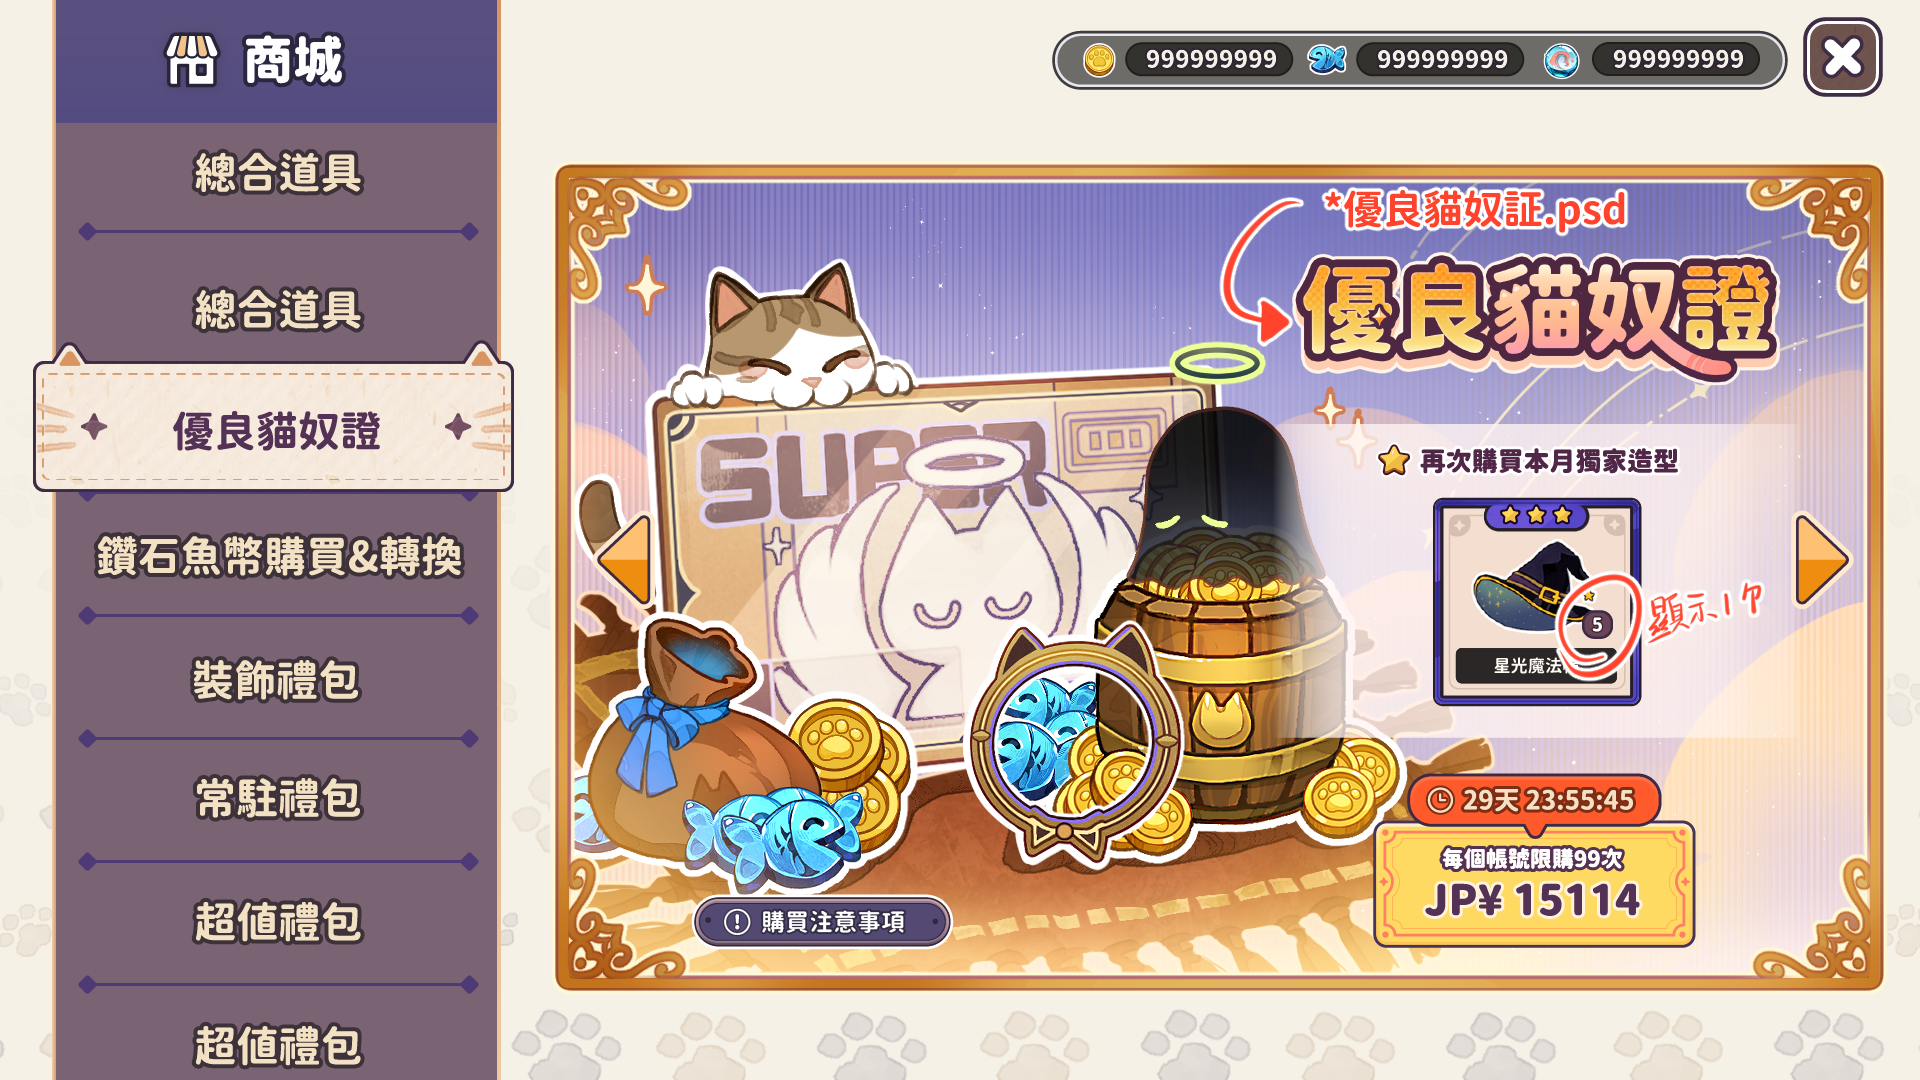 商城
999999999
999999999
999999999
總合道具
總合道具
優良貓奴證
鑽石魚幣購買&轉換
裝飾禮包
常駐禮包
超值禮包
超值禮包
*優良貓奴証.psd
優良貓奴證
SUPER
再次購買本月獨家造型
5
星光魔法
顯示1個
29天 23:55:45
每個帳號限購99次
JP¥ 15114
購買注意事項